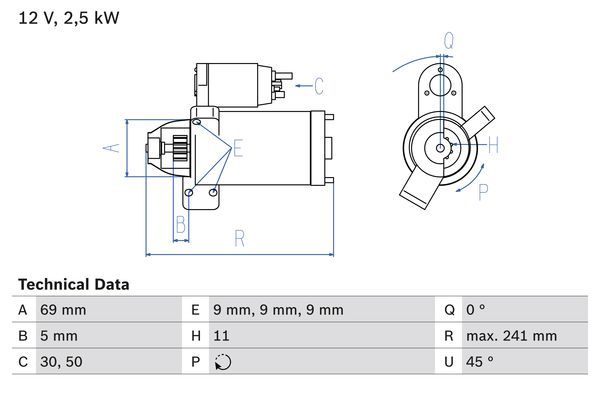 12 V, 2,5 kW
Q
C
A
E
H
P
B
R
Technical Data
A 69 mm E 9 mm, 9 mm, 9 mm Q 0 °
B 5 mm H 11 R max. 241 mm
C 30, 50 P U 45 °